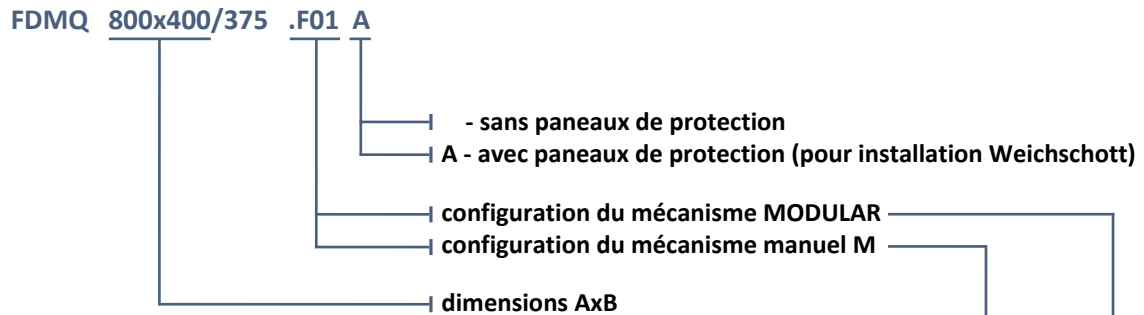 FDMQ 800x400/375 .F01 A
- sans paneaux de protection
A - avec paneaux de protection (pour installation Weichschott)
configuration du mécanisme MODULAR
configuration du mécanisme manuel M
dimensions AxB